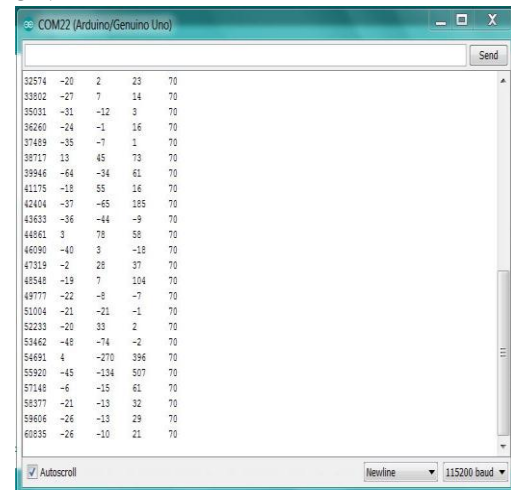 COM22 (Arduino/Genuino Uno)
Send
32574 -20 2 23 70
33802 -27 7 14 70
35031 -31 -12 3 70
36260 -24 -1 16 70
37489 -35 -7 1 70
38717 13 45 73 70
39946 -64 -34 61 70
41175 -18 55 16 70
42404 -37 -65 185 70
43633 -36 -44 -9 70
44861 3 78 58 70
46090 -40 3 -18 70
47319 -2 28 37 70
48548 -19 7 104 70
49777 -22 -8 -7 70
51004 -21 -21 -1 70
52233 -20 33 2 70
53462 -48 -74 -2 70
54691 4 -270 396 70
55920 -45 -134 507 70
57148 -6 -15 61 70
58377 -21 -13 32 70
59606 -26 -13 29 70
60835 -26 -10 21 70
Autoscroll Newline 115200 baud